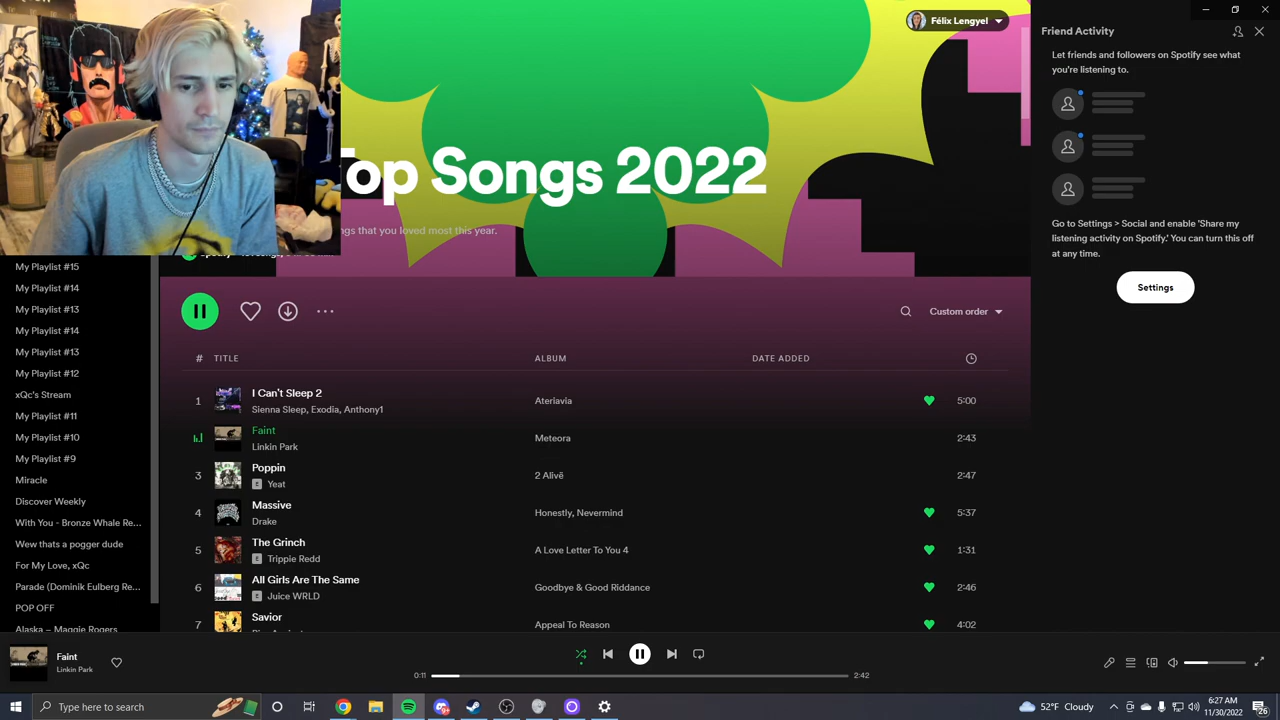 Félix Lengyel
Top Songs 2022
ngs that you loved most this year.
My Playlist #15
My Playlist #14
My Playlist #13
My Playlist #14
My Playlist #13
My Playlist #12
xQc's Stream
My Playlist #11
My Playlist #10
My Playlist #9
Miracle
Discover Weekly
With You - Bronze Whale Re...
Wew thats a pogger dude
For My Love, xQc
Parade (Dominik Eulberg Re...
POP OFF
Alaska – Maggie Rogers
Custom order
# TITLE ALBUM DATE ADDED
1 I Can't Sleep 2 Ateriavia 5:00
Sienna Sleep, Exodia, Anthony1
Faint Meteora 2:43
Linkin Park
3 Poppin 2 Alivë 2:47
E Yeat
4 Massive Honestly, Nevermind 5:37
Drake
5 The Grinch A Love Letter To You 4 1:31
E Trippie Redd
6 All Girls Are The Same Goodbye & Good Riddance 2:46
E Juice WRLD
7 Savior Appeal To Reason 4:02
Friend Activity
Let friends and followers on Spotify see what
you're listening to.
Go to Settings > Social and enable 'Share my
listening activity on Spotify.' You can turn this off
at any time.
Settings
Faint
Linkin Park
0:11 2:42
Type here to search
52°F Cloudy
6:27 AM
11/30/2022
26